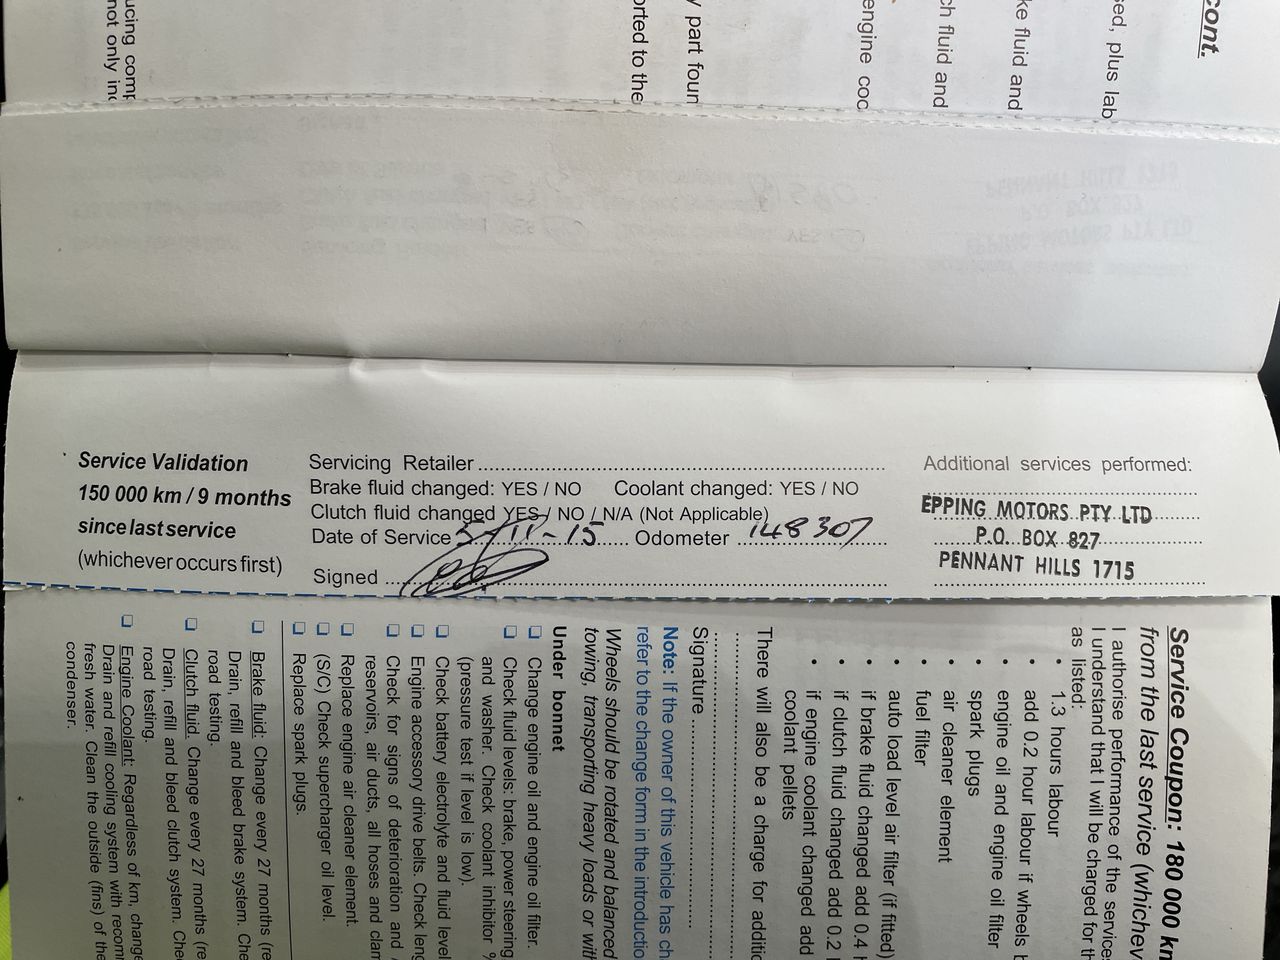 cont.
sed, plus lab
ke fluid and
ch fluid and
engine coo
y part foun
orted to the
ucing comp
not only in
Service Validation
150 000 km / 9 months
since last service
(whichever occurs first)
Servicing Retailer
Brake fluid changed: YES / NO Coolant changed: YES / NO
Clutch fluid changed YES / NO / N/A (Not Applicable)
Date of Service 5/11-15 Odometer 148307
Signed
Additional services performed:
EPPING MOTORS PTY LTD
P.O. BOX 827
PENNANT HILLS 1715
Service Coupon: 180 000 km
from the last service (whichev
I authorise performance of the service
I understand that I will be charged for th
as listed:
• 1.3 hours labour
• add 0.2 hour labour if wheels b
• engine oil and engine oil filter
• spark plugs
• air cleaner element
• fuel filter
• auto load level air filter (if fitted)
• if brake fluid changed add 0.4 h
• if clutch fluid changed add 0.2 l
• if engine coolant changed add
coolant pellets
There will also be a charge for additio
Signature
Note: If the owner of this vehicle has ch
refer to the change form in the introductio
Wheels should be rotated and balanced
towing, transporting heavy loads or with
Under bonnet
❏ Change engine oil and engine oil filter.
❏ Check fluid levels: brake, power steering
and washer. Check coolant inhibitor %
(pressure test if level is low).
❏ Check battery electrolyte and fluid level
❏ Engine accessory drive belts. Check leng
❏ Check for signs of deterioration and
reservoirs, air ducts, all hoses and clam
❏ Replace engine air cleaner element.
❏ (S/C) Check supercharger oil level.
❏ Replace spark plugs.
❏ Brake fluid: Change every 27 months (re
Drain, refill and bleed brake system. Che
road testing.
❏ Clutch fluid. Change every 27 months (re
Drain, refill and bleed clutch system. Che
road testing.
❏ Engine Coolant: Regardless of km, change
Drain and refill cooling system with recomm
fresh water. Clean the outside (fins) of the
condenser.